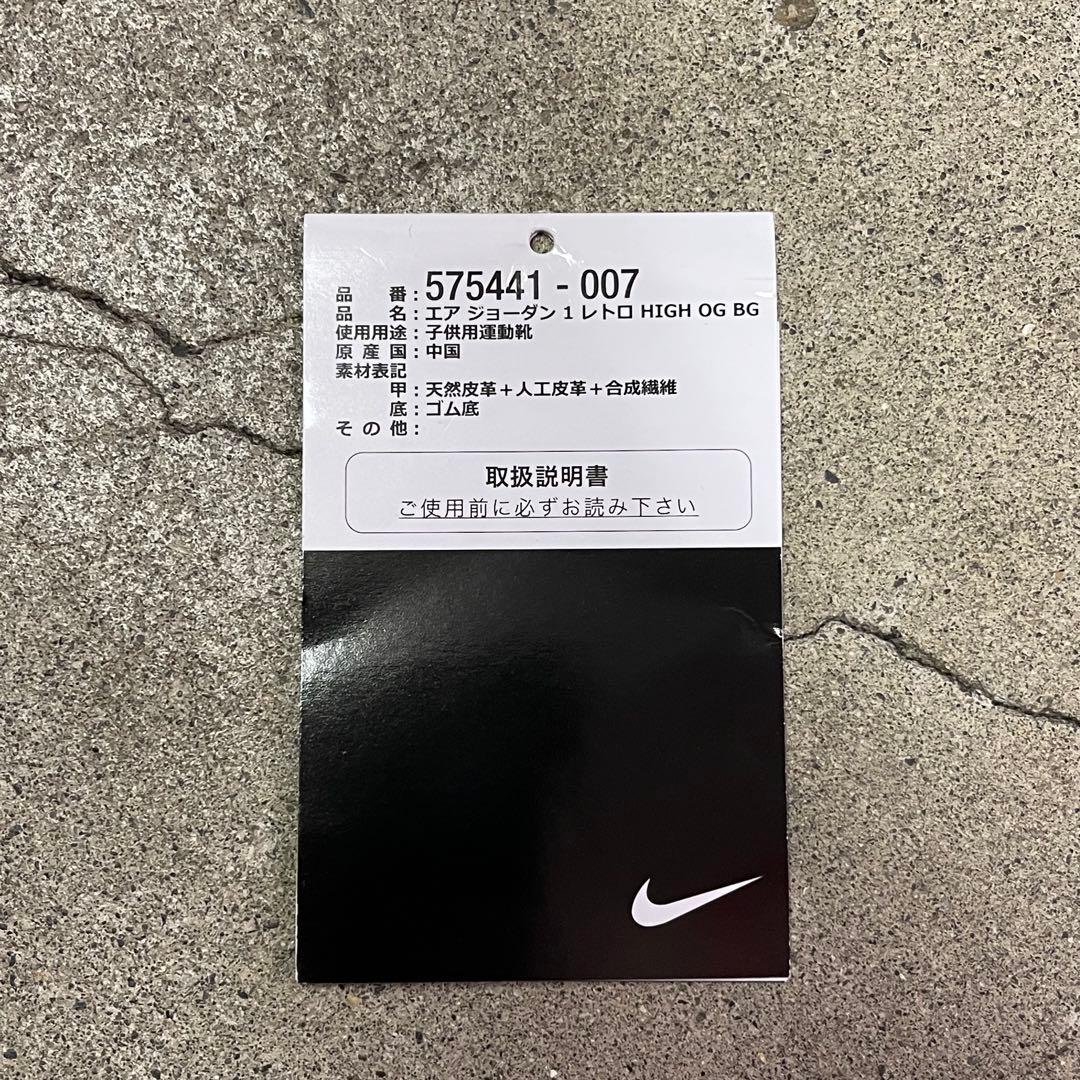 品番：575441 - 007
品名：エア ジョーダン 1 レトロ HIGH OG BG
使用用途：子供用運動靴
原産国：中国
素材表記
甲：天然皮革＋人工皮革＋合成繊維
底：ゴム底
その他：
取扱説明書
ご使用前に必ずお読み下さい